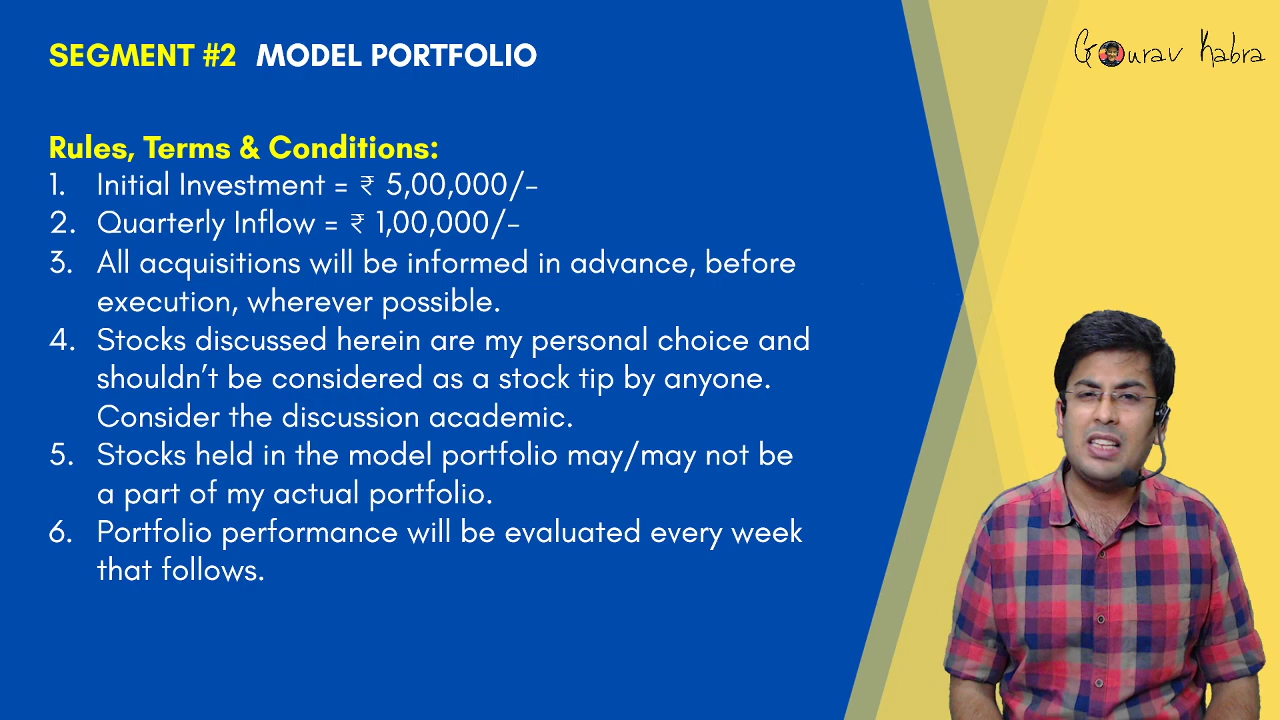 SEGMENT #2 MODEL PORTFOLIO
Gourav Kabra
Rules, Terms & Conditions:
1. Initial Investment = ₹ 5,00,000/-
2. Quarterly Inflow = ₹ 1,00,000/-
3. All acquisitions will be informed in advance, before
execution, wherever possible.
4. Stocks discussed herein are my personal choice and
shouldn’t be considered as a stock tip by anyone.
Consider the discussion academic.
5. Stocks held in the model portfolio may/may not be
a part of my actual portfolio.
6. Portfolio performance will be evaluated every week
that follows.